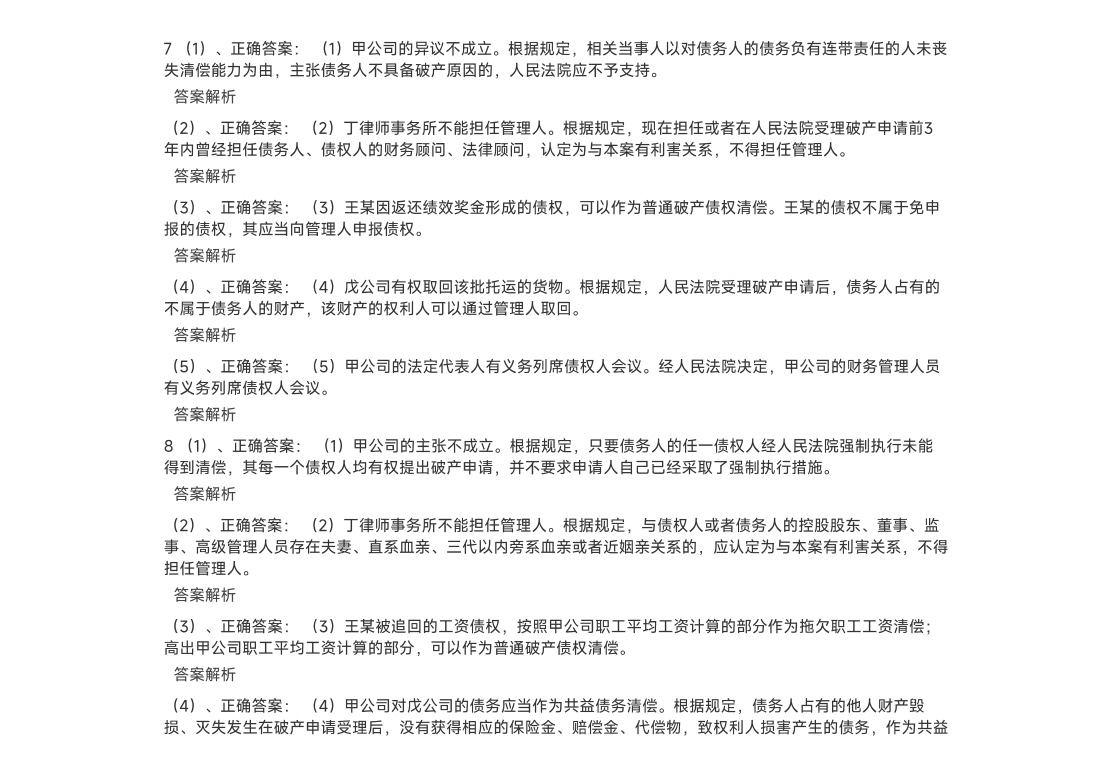 7 （1）、正确答案： （1）甲公司的异议不成立。根据规定，相关当事人以对债务人的债务负有连带责任的人未丧
失清偿能力为由，主张债务人不具备破产原因的，人民法院应不予支持。
答案解析
（2）、正确答案： （2）丁律师事务所不能担任管理人。根据规定，现在担任或者在人民法院受理破产申请前3
年内曾经担任债务人、债权人的财务顾问、法律顾问，认定为与本案有利害关系，不得担任管理人。
答案解析
（3）、正确答案： （3）王某因返还绩效奖金形成的债权，可以作为普通破产债权清偿。王某的债权不属于免申
报的债权，其应当向管理人申报债权。
答案解析
（4）、正确答案： （4）戊公司有权取回该批托运的货物。根据规定，人民法院受理破产申请后，债务人占有的
不属于债务人的财产，该财产的权利人可以通过管理人取回。
答案解析
（5）、正确答案： （5）甲公司的法定代表人有义务列席债权人会议。经人民法院决定，甲公司的财务管理人员
有义务列席债权人会议。
答案解析
8 （1）、正确答案： （1）甲公司的主张不成立。根据规定，只要债务人的任一债权人经人民法院强制执行未能
得到清偿，其每一个债权人均有权提出破产申请，并不要求申请人自己已经采取了强制执行措施。
答案解析
（2）、正确答案： （2）丁律师事务所不能担任管理人。根据规定，与债权人或者债务人的控股股东、董事、监
事、高级管理人员存在夫妻、直系血亲、三代以内旁系血亲或者近姻亲关系的，应认定为与本案有利害关系，不得
担任管理人。
答案解析
（3）、正确答案： （3）王某被追回的工资债权，按照甲公司职工平均工资计算的部分作为拖欠职工工资清偿；
高出甲公司职工平均工资计算的部分，可以作为普通破产债权清偿。
答案解析
（4）、正确答案： （4）甲公司对戊公司的债务应当作为共益债务清偿。根据规定，债务人占有的他人财产毁
损、灭失发生在破产申请受理后，没有获得相应的保险金、赔偿金、代偿物，致权利人损害产生的债务，作为共益